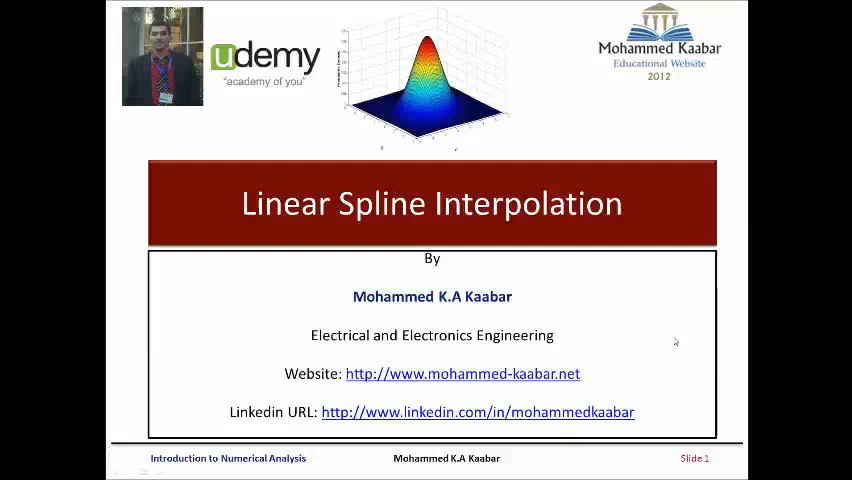 udemy
"academy of you"
Mohammed Kaabar
Educational Website
2012
Linear Spline Interpolation
By
Mohammed K.A Kaabar
Electrical and Electronics Engineering
Website: http://www.mohammed-kaabar.net
Linkedin URL: http://www.linkedin.com/in/mohammedkaabar
Introduction to Numerical Analysis
Mohammed K.A Kaabar
Slide 1